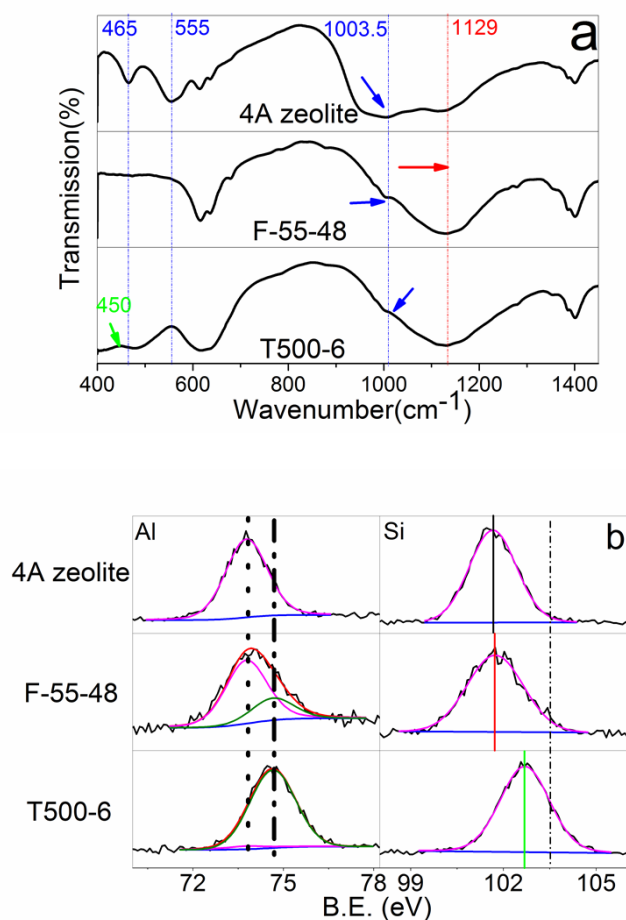 465 555 1003.5 1129 a
4A zeolite
F-55-48
450
T500-6
Transmission(%)
400 600 800 1000 1200 1400
Wavenumber(cm⁻¹)
Al Si b
4A zeolite
F-55-48
T500-6
72 75 78 99 102 105
B.E. (eV)